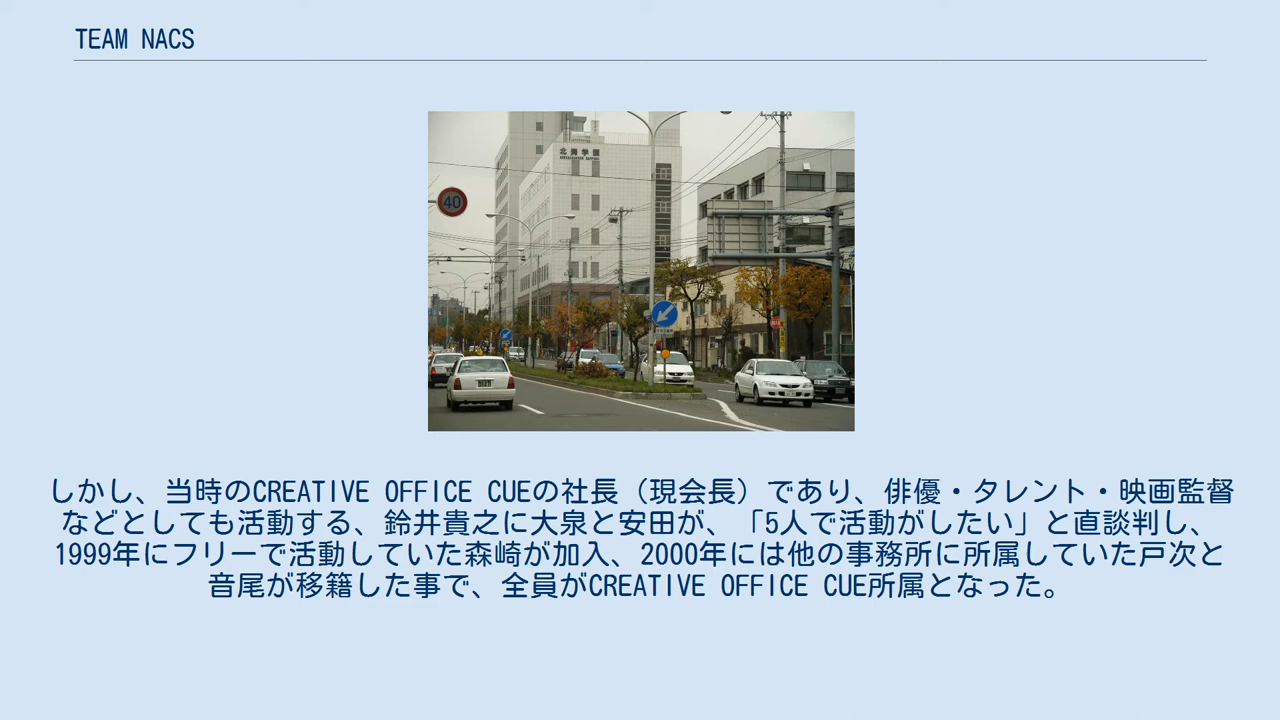 TEAM NACS
北海学園
40
しかし、当時のCREATIVE OFFICE CUEの社長（現会長）であり、俳優・タレント・映画監督
などとしても活動する、鈴井貴之に大泉と安田が、「5人で活動がしたい」と直談判し、
1999年にフリーで活動していた森崎が加入、2000年には他の事務所に所属していた戸次と
音尾が移籍した事で、全員がCREATIVE OFFICE CUE所属となった。